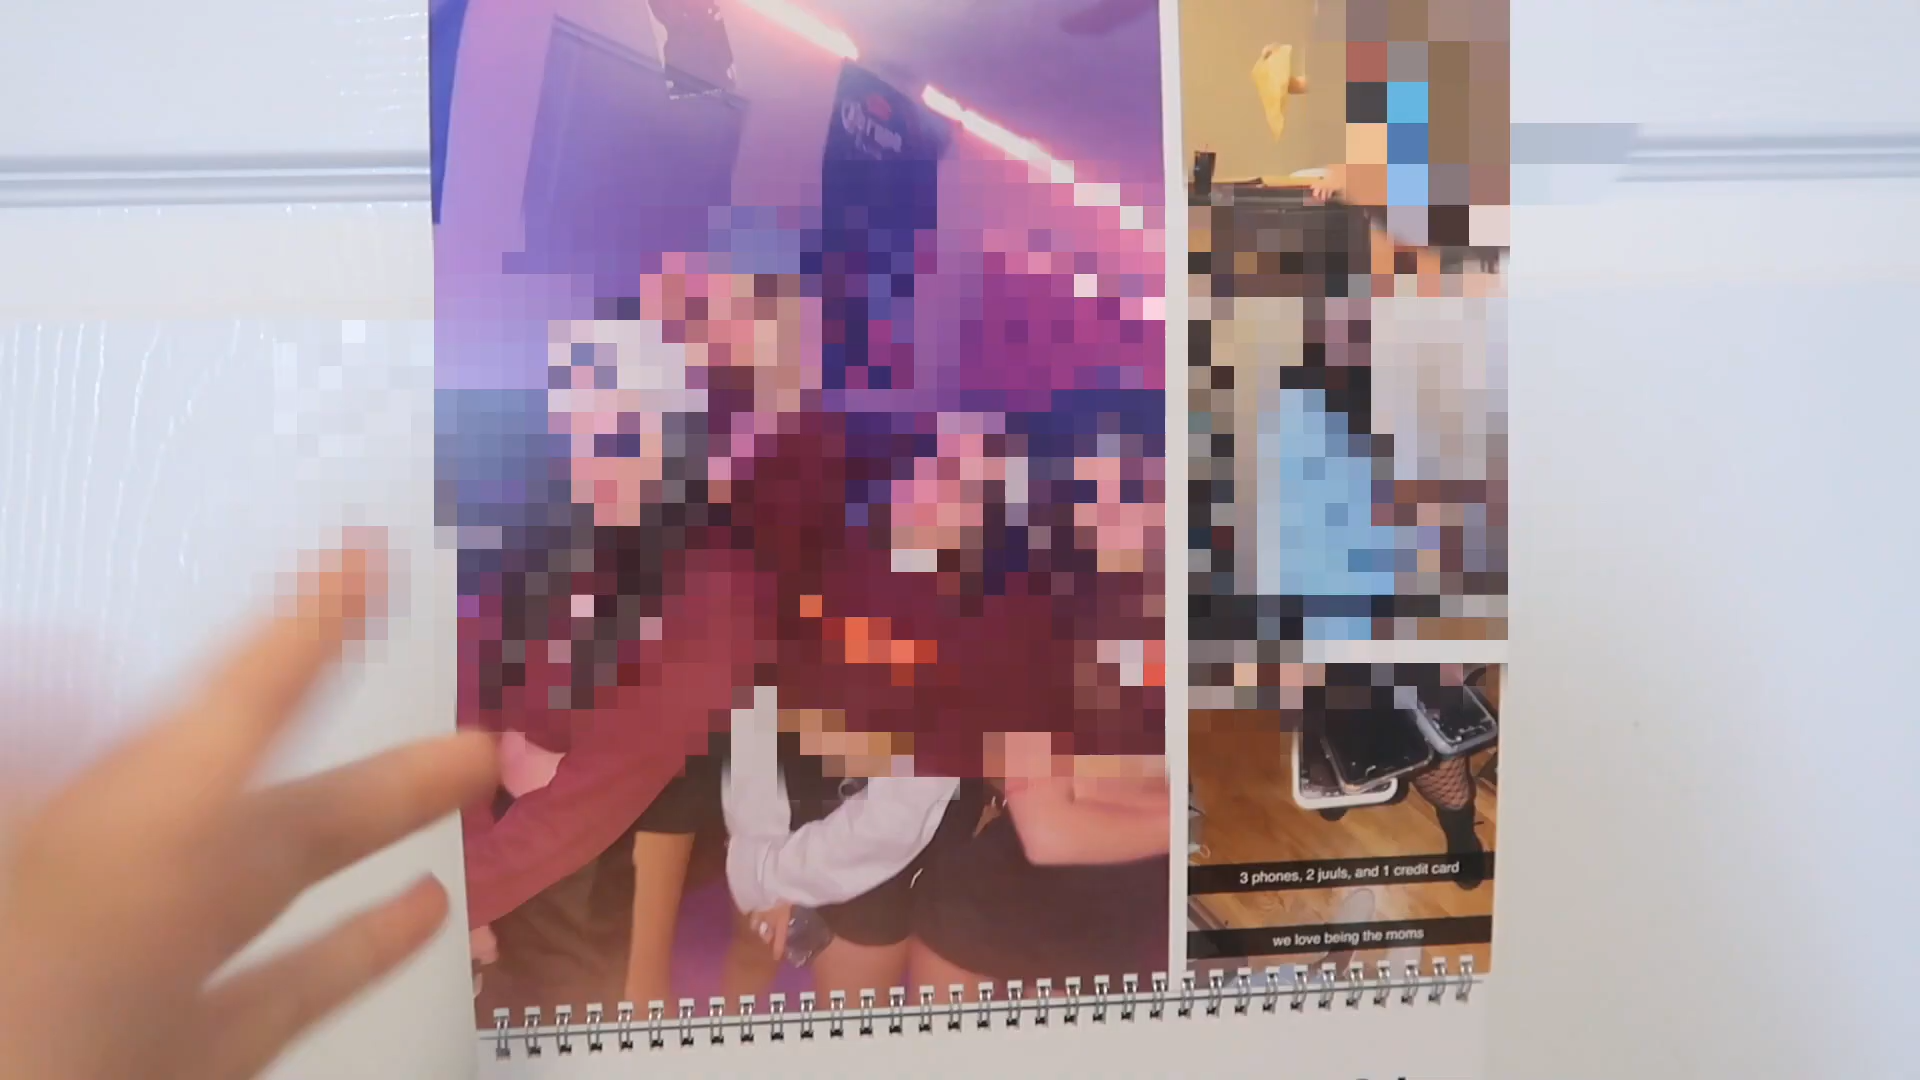 3 phones, 2 juuls, and 1 credit card
we love being the moms